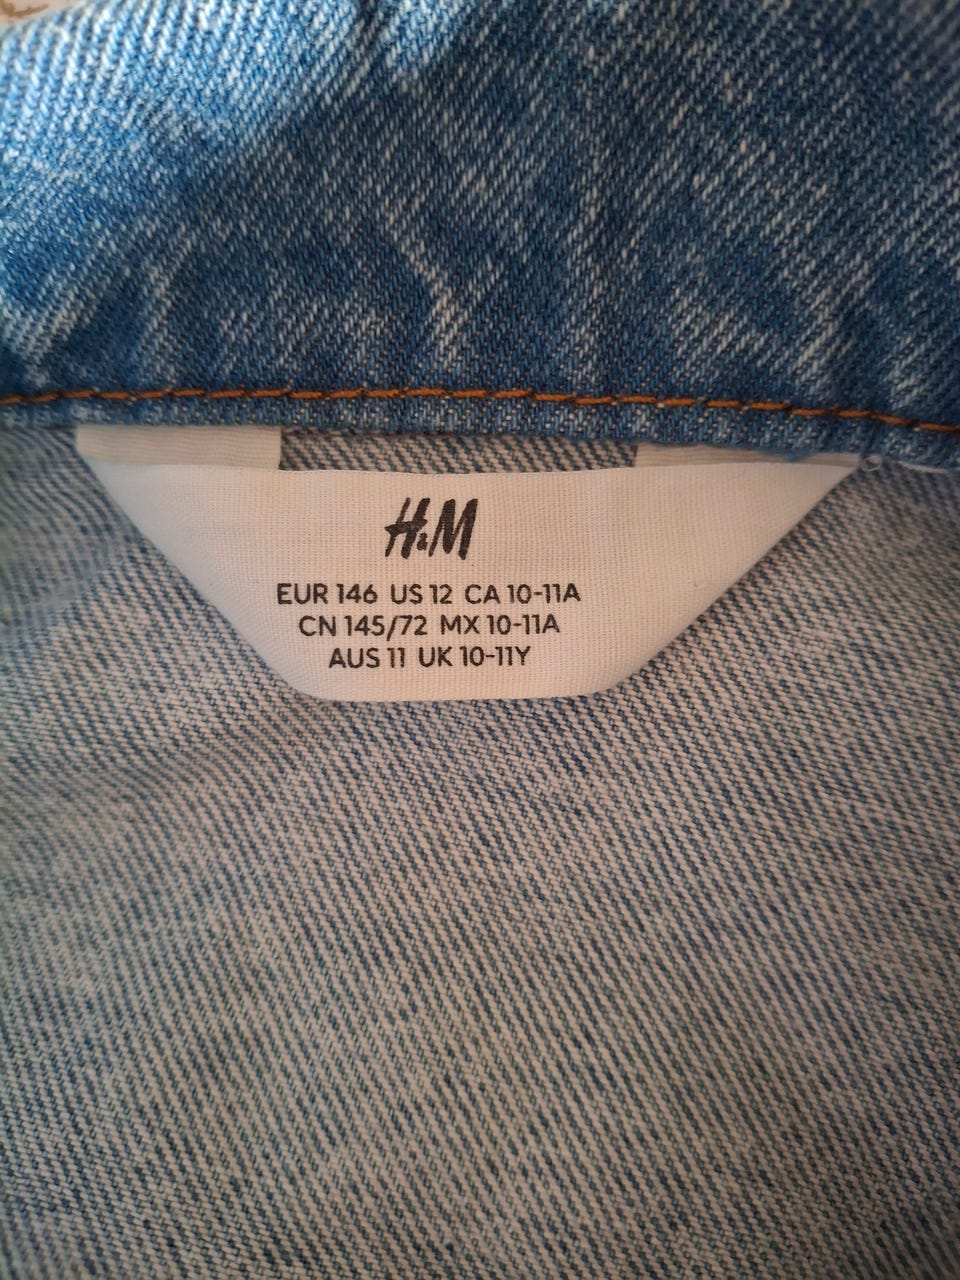 H&M
EUR 146 US 12 CA 10-11A
CN 145/72 MX 10-11A
AUS 11 UK 10-11Y